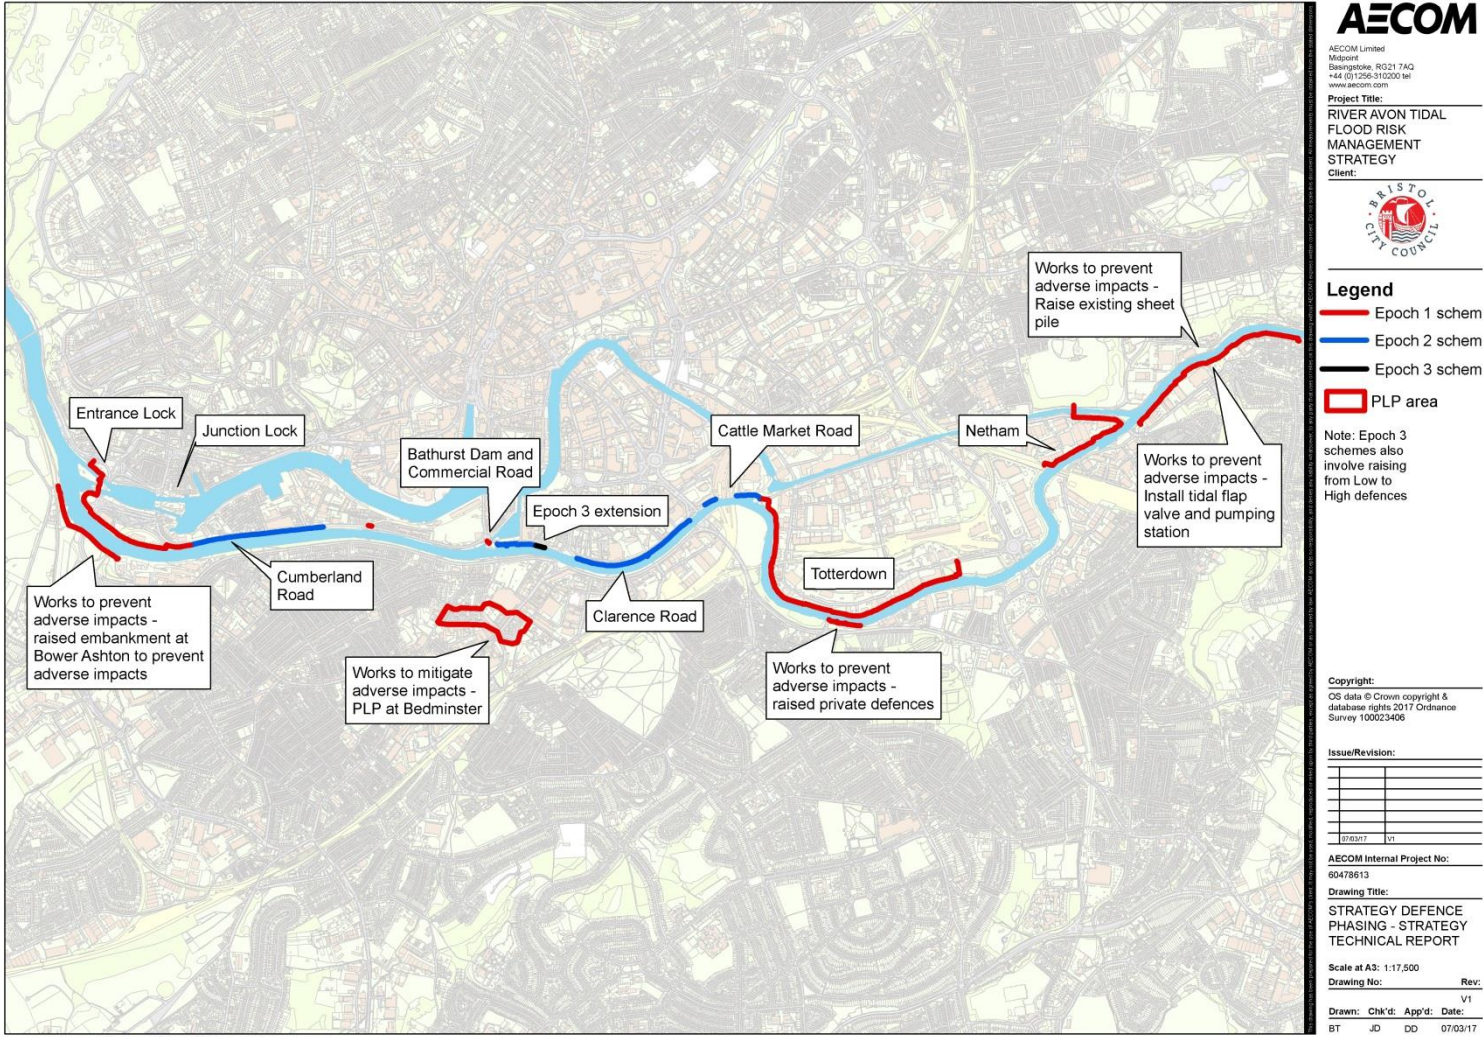 Entrance Lock
Junction Lock
Bathurst Dam and
Commercial Road
Epoch 3 extension
Cattle Market Road
Netham
Works to prevent
adverse impacts -
Raise existing sheet
pile
Works to prevent
adverse impacts -
Install tidal flap
valve and pumping
station
Totterdown
Clarence Road
Cumberland
Road
Works to prevent
adverse impacts -
raised embankment at
Bower Ashton to prevent
adverse impacts
Works to mitigate
adverse impacts -
PLP at Bedminster
Works to prevent
adverse impacts -
raised private defences
AECOM
AECOM Limited
Midpoint
Basingstoke, RG21 7AQ
+44 (0)1256-310200 tel
www.aecom.com
Project Title:
RIVER AVON TIDAL
FLOOD RISK
MANAGEMENT
STRATEGY
Client:
BRISTOL
CITY COUNCIL
Legend
Epoch 1 schem
Epoch 2 schem
Epoch 3 schem
PLP area
Note: Epoch 3
schemes also
involve raising
from Low to
High defences
Copyright:
OS data © Crown copyright &
database rights 2017 Ordnance
Survey 100023406
Issue/Revision:
07/03/17 V1
AECOM Internal Project No:
60478613
Drawing Title:
STRATEGY DEFENCE
PHASING - STRATEGY
TECHNICAL REPORT
Scale at A3: 1:17,500
Drawing No: Rev:
V1
Drawn: Chk'd: App'd: Date:
BT JD DD 07/03/17